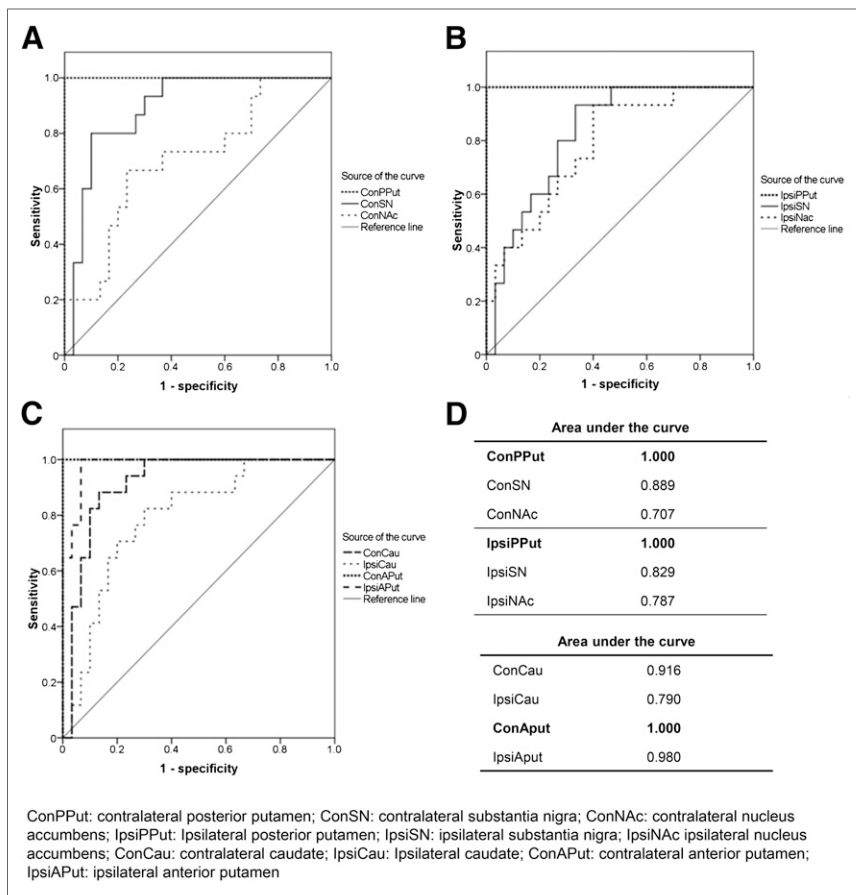 A
1.0
0.8
0.6
0.4
0.2
0
0 0.2 0.4 0.6 0.8 1.0
Sensitivity
1 - specificity
Source of the curve
ConPPut
ConSN
ConNAc
Reference line
B
1.0
0.8
0.6
0.4
0.2
0
0 0.2 0.4 0.6 0.8 1.0
Sensitivity
1 - specificity
Source of the curve
IpsiPPut
IpsiSN
IpsiNac
Reference line
C
1.0
0.8
0.6
0.4
0.2
0
0 0.2 0.4 0.6 0.8 1.0
Sensitivity
1 - specificity
Source of the curve
ConCau
IpsiCau
ConAPut
IpsiAPut
Reference line
D
Area under the curve
ConPPut 1.000
ConSN 0.889
ConNAc 0.707
IpsiPPut 1.000
IpsiSN 0.829
IpsiNAc 0.787
Area under the curve
ConCau 0.916
IpsiCau 0.790
ConAput 1.000
IpsiAput 0.980
ConPPut: contralateral posterior putamen; ConSN: contralateral substantia nigra; ConNAc: contralateral nucleus
accumbens; IpsiPPut: Ipsilateral posterior putamen; IpsiSN: ipsilateral substantia nigra; IpsiNAc ipsilateral nucleus
accumbens; ConCau: contralateral caudate; IpsiCau: Ipsilateral caudate; ConAPut: contralateral anterior putamen;
IpsiAPut: ipsilateral anterior putamen